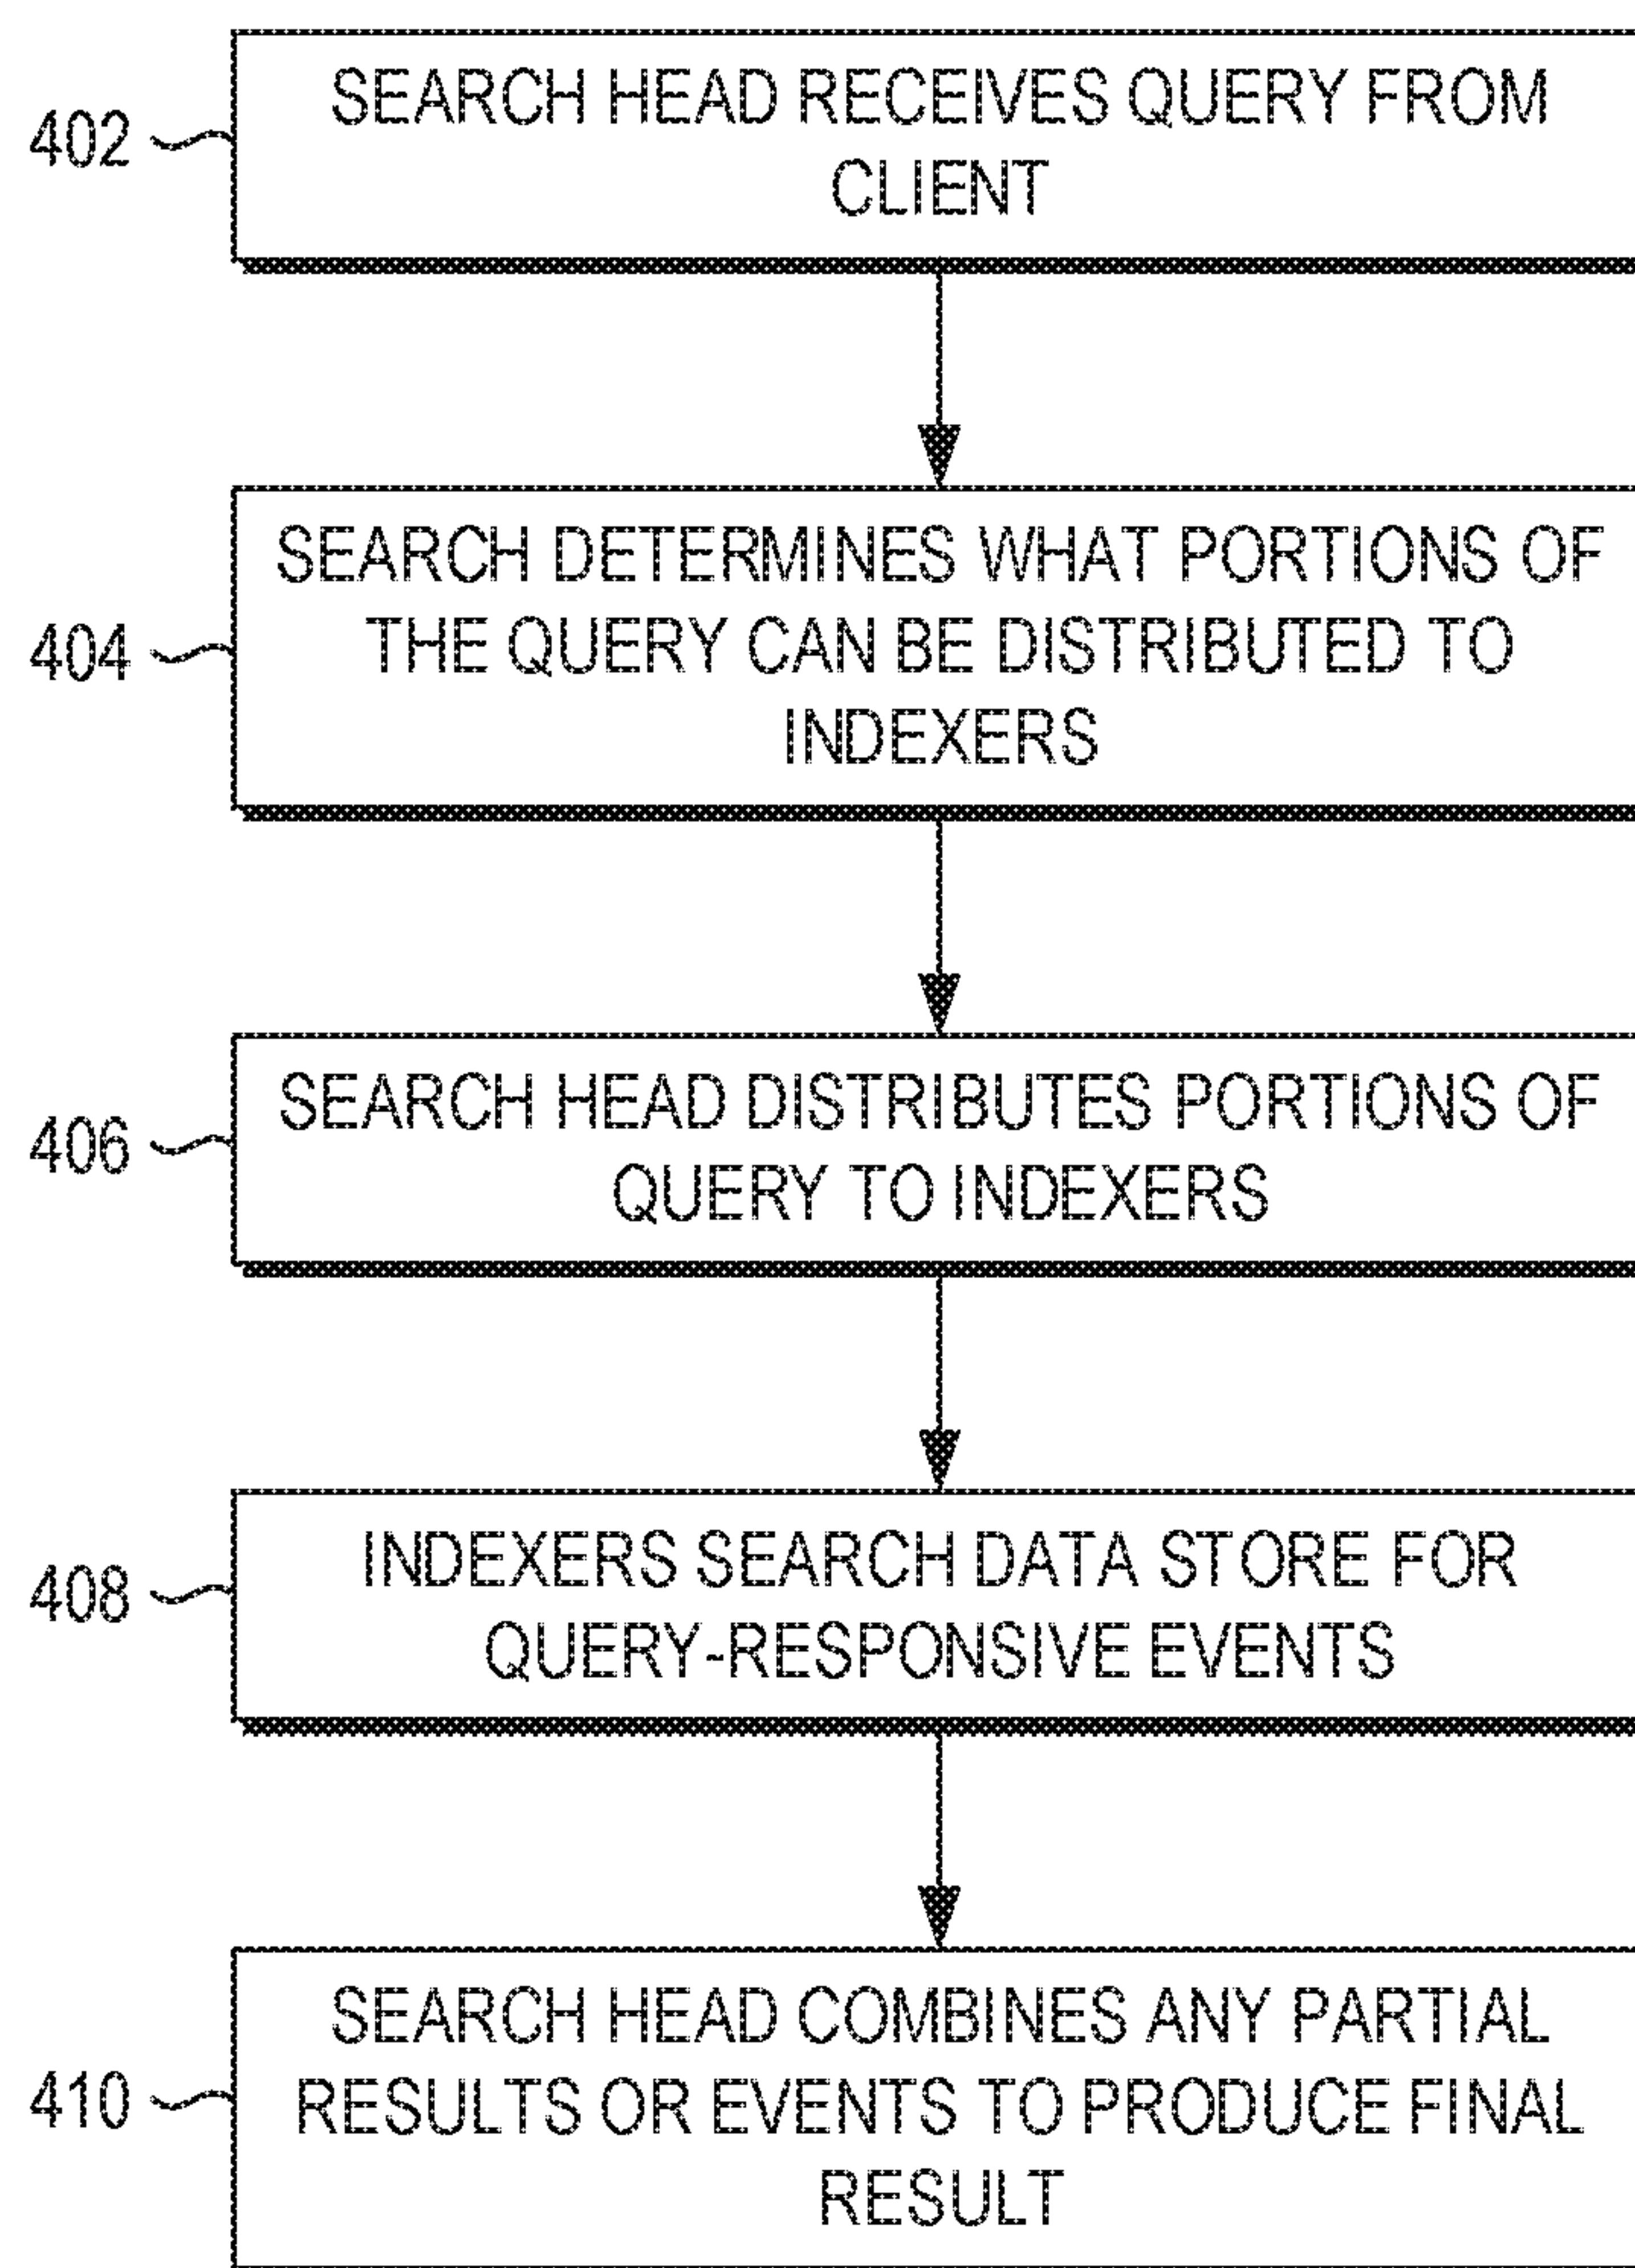 402
SEARCH HEAD RECEIVES QUERY FROM
CLIENT
404
SEARCH DETERMINES WHAT PORTIONS OF
THE QUERY CAN BE DISTRIBUTED TO
INDEXERS
406
SEARCH HEAD DISTRIBUTES PORTIONS OF
QUERY TO INDEXERS
408
INDEXERS SEARCH DATA STORE FOR
QUERY-RESPONSIVE EVENTS
410
SEARCH HEAD COMBINES ANY PARTIAL
RESULTS OR EVENTS TO PRODUCE FINAL
RESULT